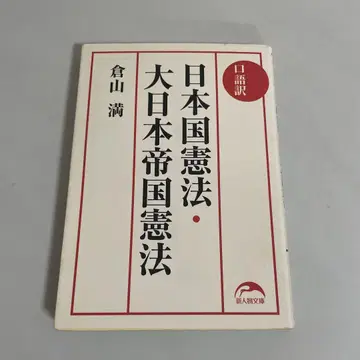 口語訳
日本国憲法・
大日本帝国憲法
倉山 満
新人物文庫